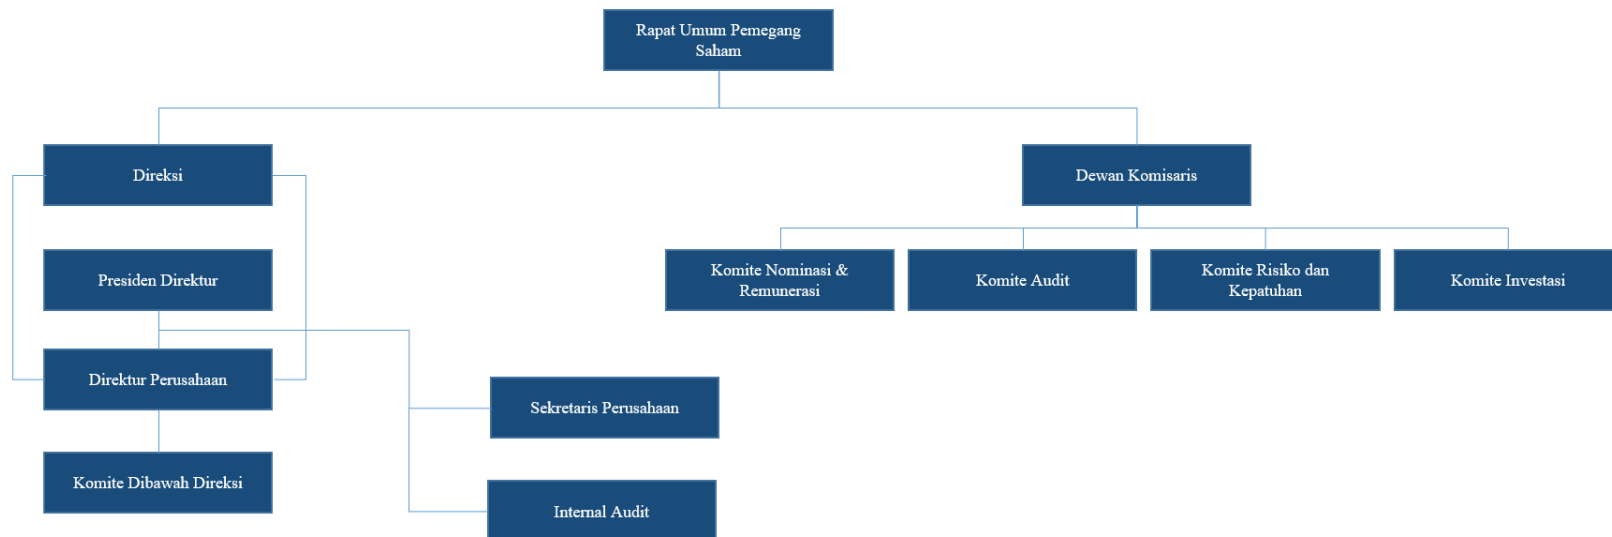 Rapat Umum Pemegang
Saham
Direksi
Dewan Komisaris
Presiden Direktur
Komite Nominasi &
Remunerasi
Komite Audit
Komite Risiko dan
Kepatuhan
Komite Investasi
Direktur Perusahaan
Sekretaris Perusahaan
Komite Dibawah Direksi
Internal Audit